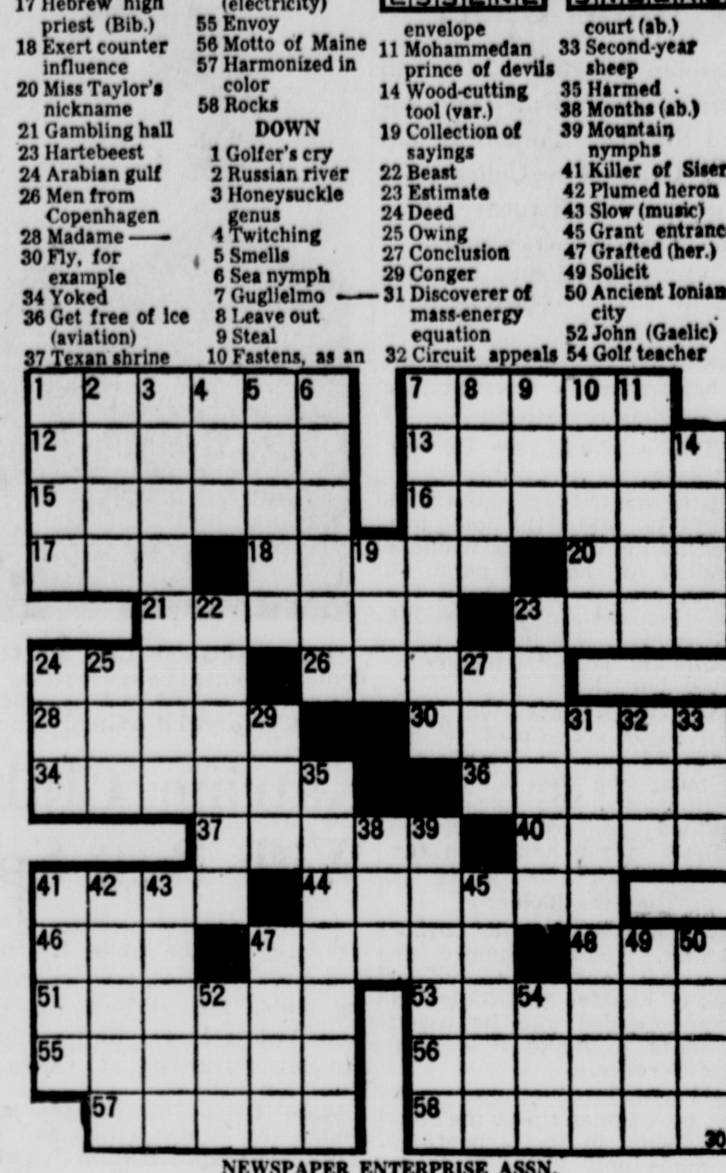 17 Hebrew high
priest (Bib.)
18 Exert counter
influence
20 Miss Taylor's
nickname
21 Gambling hall
23 Hartebeest
24 Arabian gulf
26 Men from
Copenhagen
28 Madame ——
30 Fly, for
example
34 Yoked
36 Get free of ice
(aviation)
37 Texan shrine
(electricity)
55 Envoy
56 Motto of Maine
57 Harmonized in
color
58 Rocks
DOWN
1 Golfer's cry
2 Russian river
3 Honeysuckle
genus
4 Twitching
5 Smells
6 Sea nymph
7 Guglielmo ——
8 Leave out
9 Steal
10 Fastens, as an
envelope
11 Mohammedan
prince of devils
14 Wood-cutting
tool (var.)
19 Collection of
sayings
22 Beast
23 Estimate
24 Deed
25 Owing
27 Conclusion
29 Conger
31 Discoverer of
mass-energy
equation
32 Circuit appeals
court (ab.)
33 Second-year
sheep
35 Harmed
38 Months (ab.)
39 Mountain
nymphs
41 Killer of Siser
42 Plumed heron
43 Slow (music)
45 Grant entranc
47 Grafted (her.)
49 Solicit
50 Ancient Ionian
city
52 John (Gaelic)
54 Golf teacher
1 2 3 4 5 6 7 8 9 10 11
12 13 14
15 16
17 18 19 20
21 22 23
24 25 26 27
28 29 30 31 32 33
34 35 36
37 38 39 40
41 42 43 44 45
46 47 48 49 50
51 52 53 54
55 56
57 58
30
NEWSPAPER ENTERPRISE ASSN.